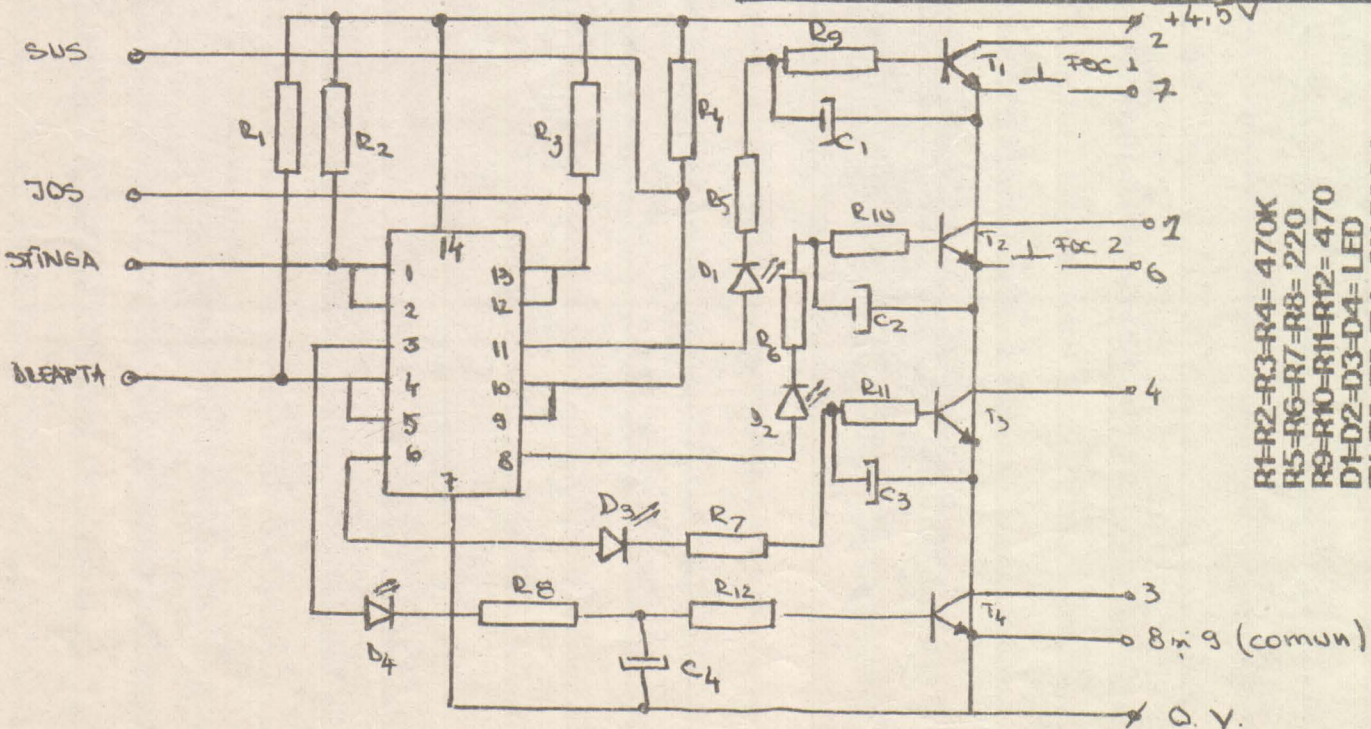 +4,5V
SUS
R9
2
T1
FOC 1
7
R1
R2
R3
R4
C1
JOS
R5
R10
1
T2
FOC 2
6
STÎNGA
14
1
13
D1
2
12
C2
3
11
R6
DREAPTA
4
10
R11
4
5
9
D2
T3
6
8
7
C3
D3
R7
R8
R12
3
T4
D4
8 și 9 (comun)
C4
0.V.
R1=R2=R3=R4= 470K
R5=R6=R7=R8= 220
R9=R10=R11=R12= 470
D1=D2=D3=D4= LED